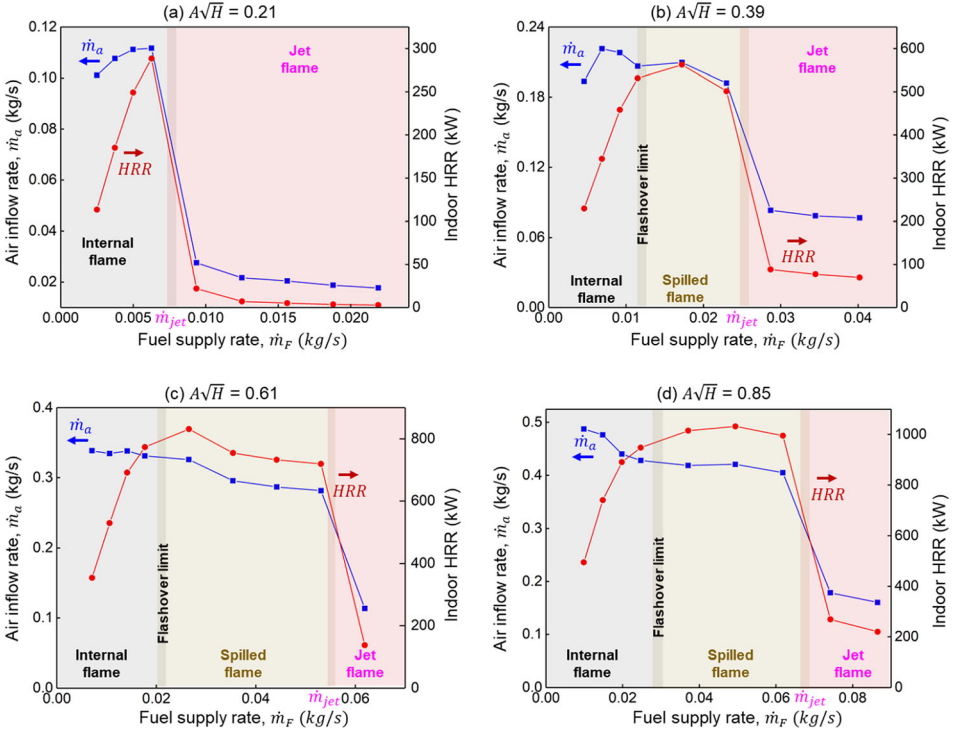 (a) A√H = 0.21
Air inflow rate, ṁₐ (kg/s)
0.12
0.10
0.08
0.06
0.04
0.02
ṁₐ
HRR
Internal
flame
Jet
flame
300
250
200
150
100
50
0
Indoor HRR (kW)
0.000 0.005 0.010 0.015 0.020
ṁ_jet
Fuel supply rate, ṁ_F (kg/s)
(b) A√H = 0.39
Air inflow rate, ṁₐ (kg/s)
0.24
0.18
0.12
0.06
0.00
ṁₐ
HRR
Internal
flame
Flashover limit
Spilled
flame
Jet
flame
600
500
400
300
200
100
0
Indoor HRR (kW)
0.00 0.01 0.02 0.03 0.04
ṁ_jet
Fuel supply rate, ṁ_F (kg/s)
(c) A√H = 0.61
Air inflow rate, ṁₐ (kg/s)
0.4
0.3
0.2
0.1
0.0
ṁₐ
HRR
Internal
flame
Flashover limit
Spilled
flame
Jet
flame
800
600
400
200
0
Indoor HRR (kW)
0.00 0.02 0.04 0.06
ṁ_jet
Fuel supply rate, ṁ_F (kg/s)
(d) A√H = 0.85
Air inflow rate, ṁₐ (kg/s)
0.5
0.4
0.3
0.2
0.1
0.0
ṁₐ
HRR
Internal
flame
Flashover limit
Spilled
flame
Jet
flame
1000
800
600
400
200
0
Indoor HRR (kW)
0.00 0.02 0.04 0.06 0.08
ṁ_jet
Fuel supply rate, ṁ_F (kg/s)